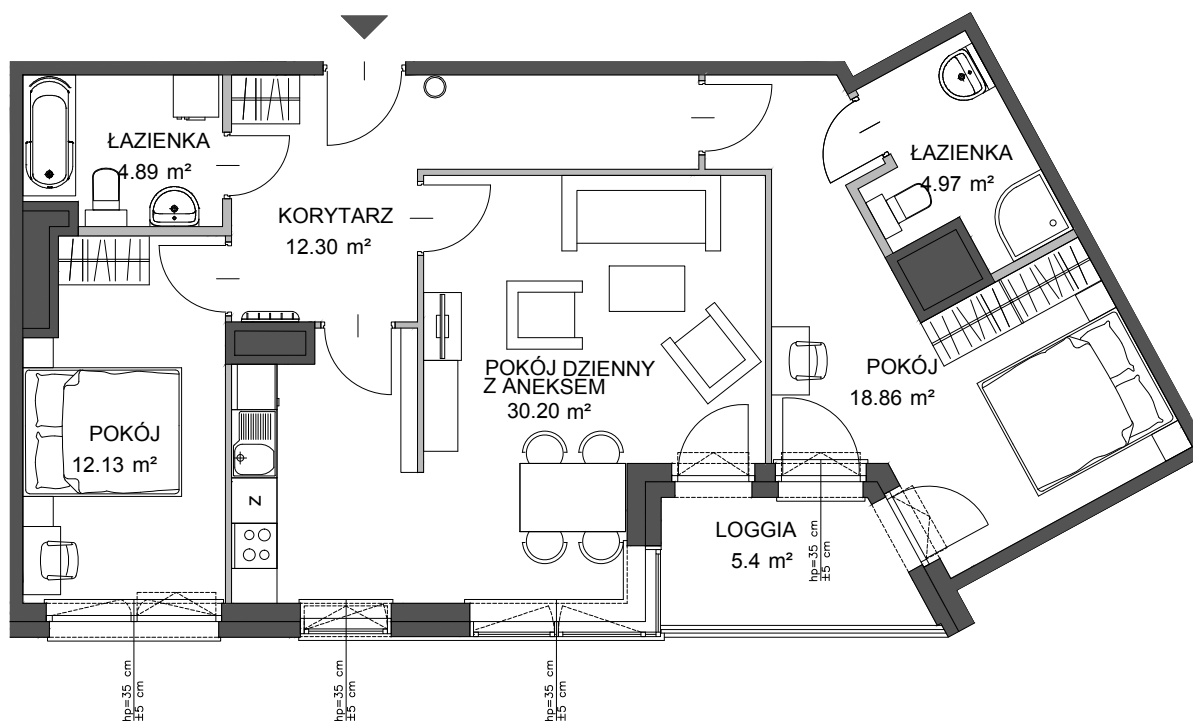 ŁAZIENKA
4.89 m²
KORYTARZ
12.30 m²
ŁAZIENKA
4.97 m²
POKÓJ DZIENNY
Z ANEKSEM
30.20 m²
POKÓJ
18.86 m²
POKÓJ
12.13 m²
N
LOGGIA
5.4 m²
hp=35 cm
±5 cm
hp=35 cm
±5 cm
hp=35 cm
±5 cm
hp=35 cm
±5 cm